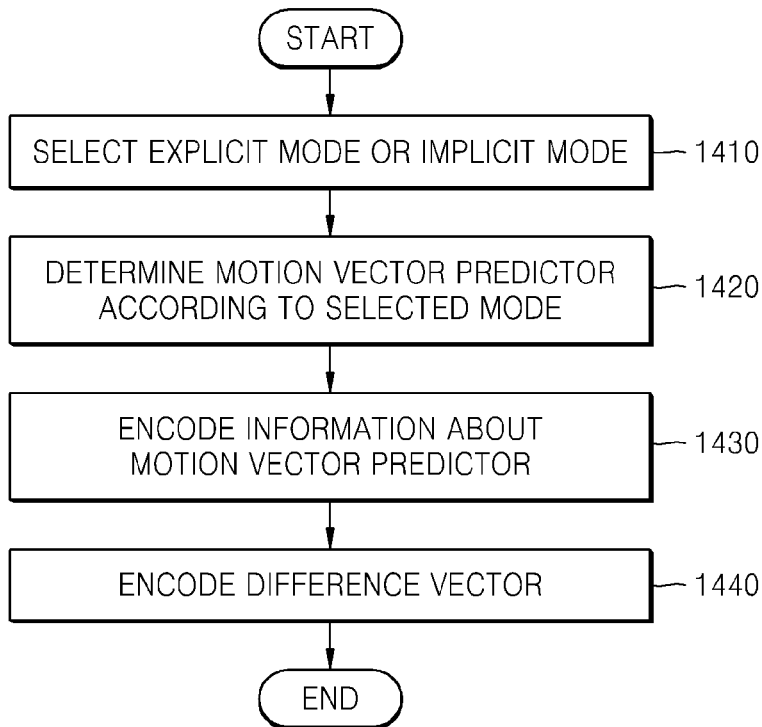 START
SELECT EXPLICIT MODE OR IMPLICIT MODE
1410
DETERMINE MOTION VECTOR PREDICTOR
ACCORDING TO SELECTED MODE
1420
ENCODE INFORMATION ABOUT
MOTION VECTOR PREDICTOR
1430
ENCODE DIFFERENCE VECTOR
1440
END